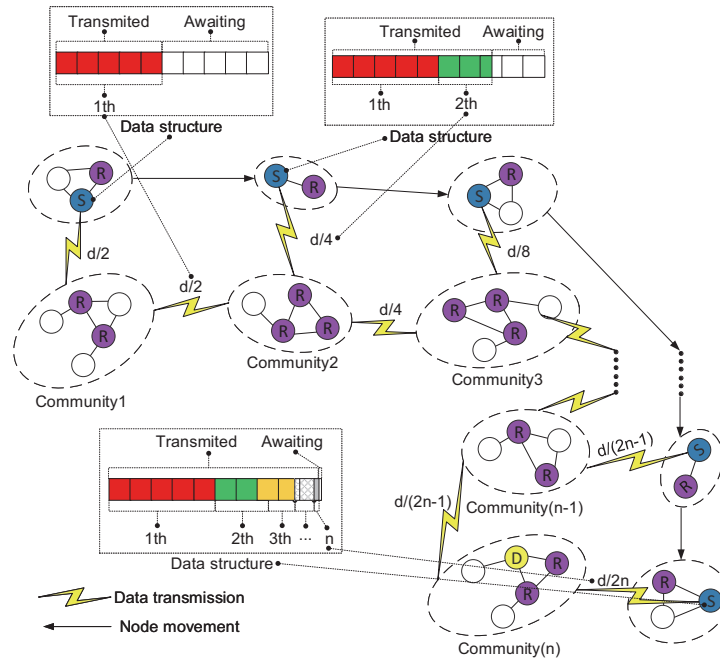 Transmited Awaiting
1th
Data structure
Transmited
Awaiting
1th 2th
Data structure
R
S
S
R
R
S
d/2
d/4
d/8
R
R
d/2
R
R
R
d/4
R
R
R
Community1
Community2
Community3
Transmited
Awaiting
1th 2th 3th ... n
Data structure
R
R
d/(2n-1)
S
R
Community(n-1)
d/(2n-1)
D
R
R
d/2n
R
S
Community(n)
Data transmission
Node movement